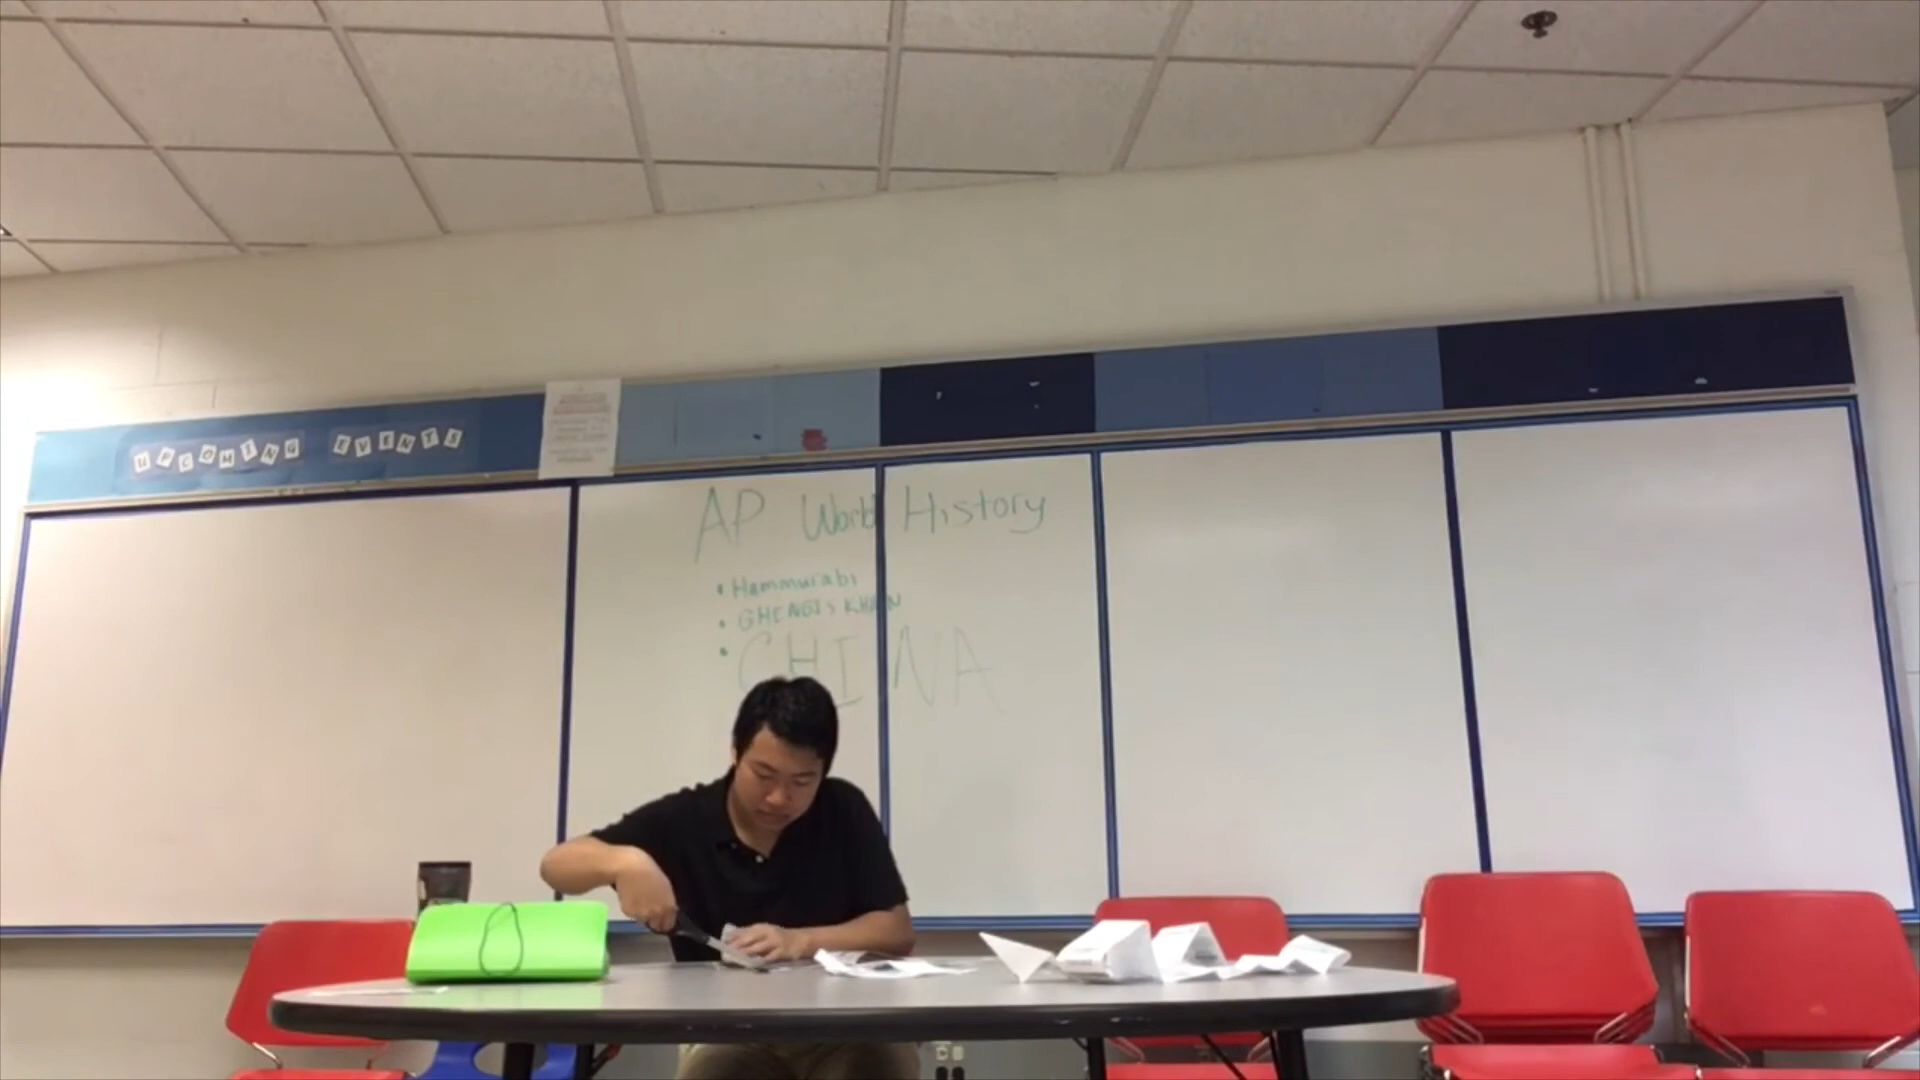 UPCOMING EVENTS
AP World History
• Hammurabi
• GHENGIS KHAN
• CHINA